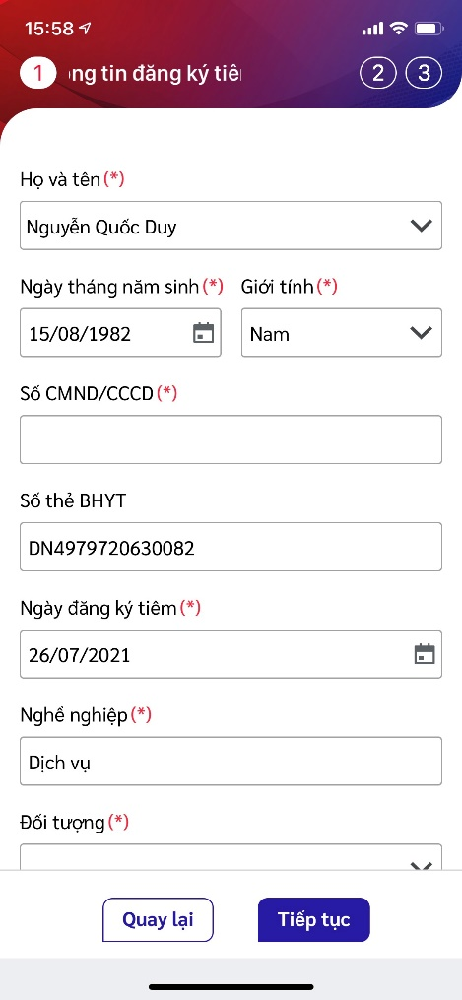 15:58
1 ông tin đăng ký tiê 2 3
Họ và tên (*)
Nguyễn Quốc Duy
Ngày tháng năm sinh (*) Giới tính (*)
15/08/1982 Nam
Số CMND/CCCD (*)
Số thẻ BHYT
DN4979720630082
Ngày đăng ký tiêm (*)
26/07/2021
Nghề nghiệp (*)
Dịch vụ
Đối tượng (*)
Quay lại Tiếp tục